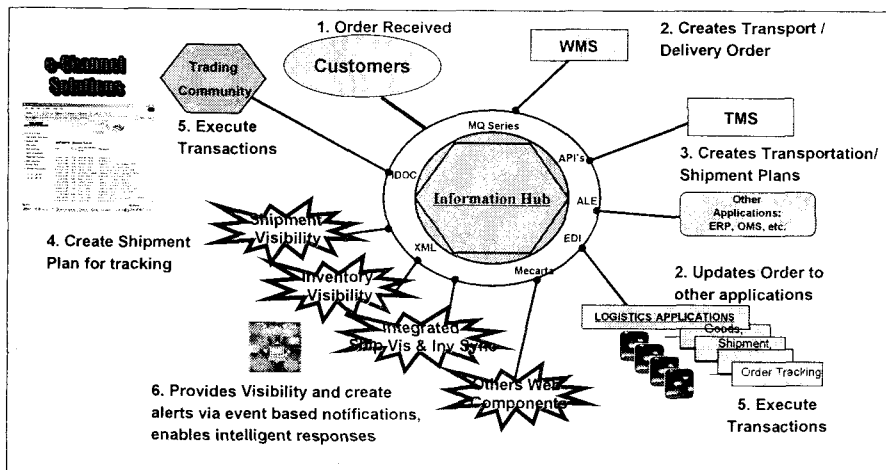 1. Order Received
Customers
WMS
2. Creates Transport /
Delivery Order
e-Channel
Solutions
Trading
Community
5. Execute
Transactions
MQ Series
TMS
API's
3. Creates Transportation/
Shipment Plans
IDOC
Information Hub
ALE
Other
Applications:
ERP, OMS, etc.
Shipment
Visibility
EDI
4. Create Shipment
Plan for tracking
XML
Mecarta
Inventory
Visibility
2. Updates Order to
other applications
LOGISTICS APPLICATIONS
Goods,
Shipment,
Order Tracking
Integrated
Ship Vis & Inv Sync
Others Web
Components
5. Execute
Transactions
6. Provides Visibility and create
alerts via event based notifications,
enables intelligent responses